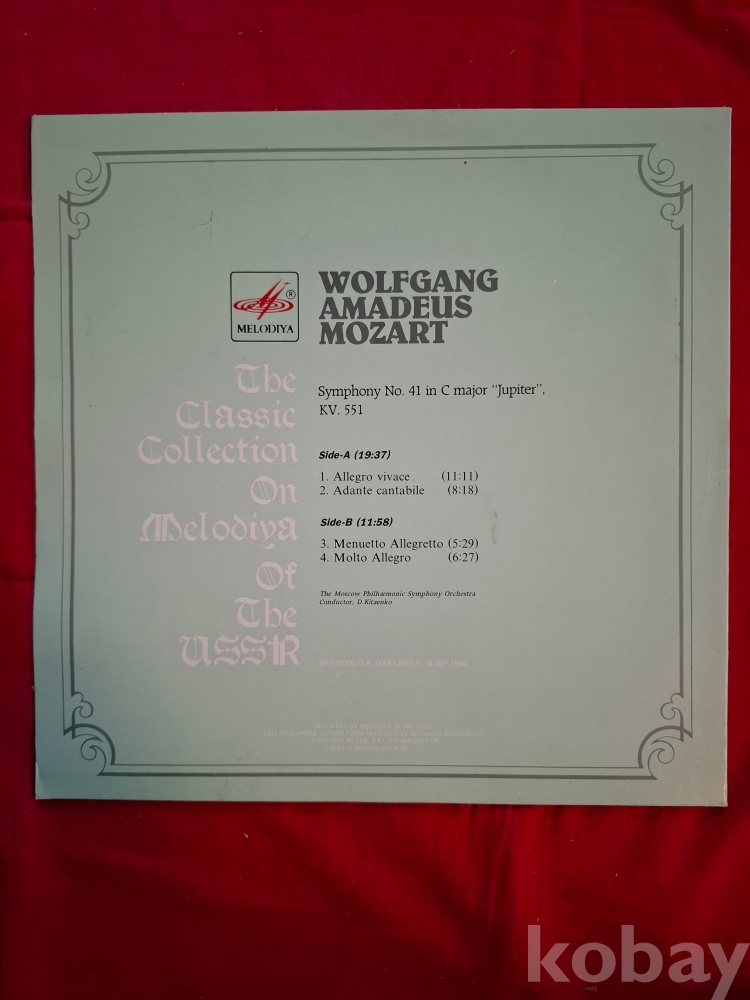 WOLFGANG
AMADEUS
MOZART
®
MELODIYA
The
Classic
Collection
On
Melodiya
Of
The
USSR
Symphony No. 41 in C major "Jupiter",
KV. 551
Side-A (19:37)
1. Allegro vivace (11:11)
2. Adante cantabile (8:18)
Side-B (11:58)
3. Menuetto Allegretto (5:29)
4. Molto Allegro (6:27)
The Moscow Philharmonic Symphony Orchestra
Conductor, D.Kitaenko
kobay